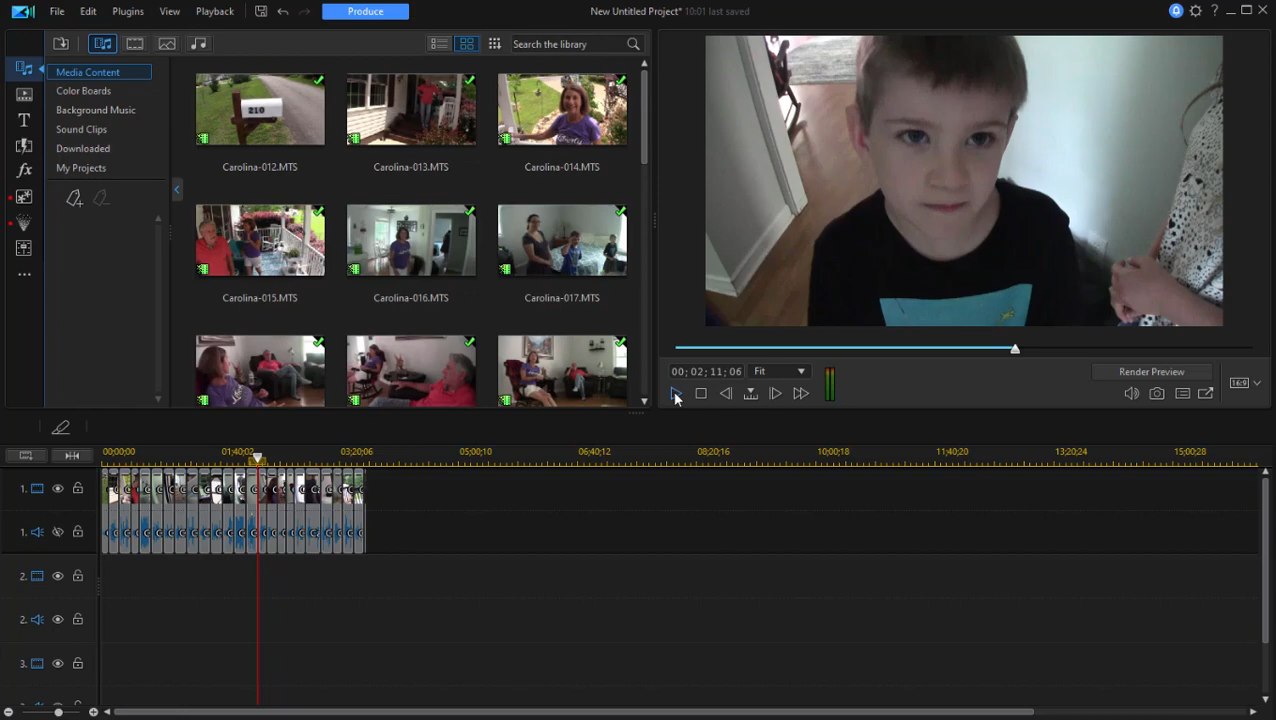 File Edit Plugins View Playback Produce New Untitled Project* 10:01 last saved
Search the library
Media Content
Color Boards
Background Music
Sound Clips
Downloaded
My Projects
210
Carolina-012.MTS Carolina-013.MTS Carolina-014.MTS
Carolina-015.MTS Carolina-016.MTS Carolina-017.MTS
00; 02; 11; 06 Fit Render Preview
16:9
00;00;00 01;40;02 03;20;06 05;00;10 06;40;12 08;20;16 10;00;18 11;40;20 13;20;24 15;00;28
1.
1.
2.
2.
3.